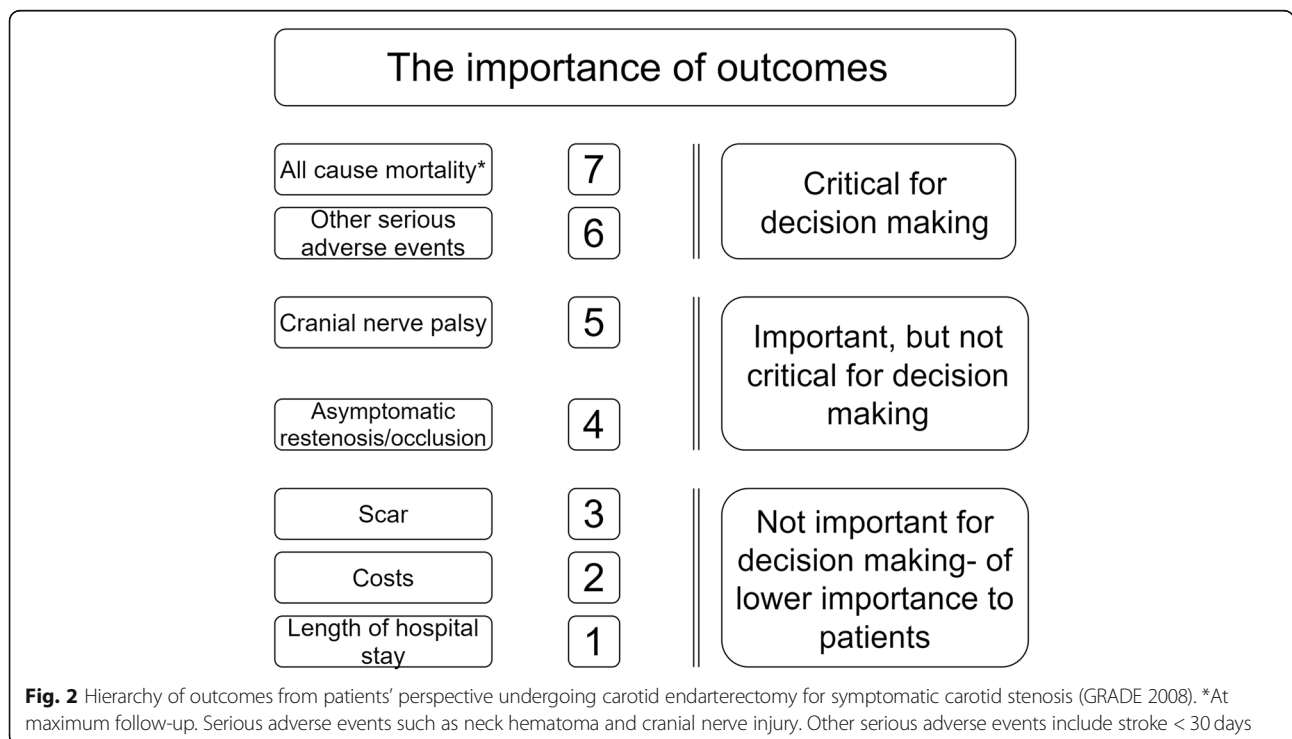 The importance of outcomes
All cause mortality*
7
Critical for
decision making
Other serious
adverse events
6
Cranial nerve palsy
5
Important, but not
critical for decision
making
Asymptomatic
restenosis/occlusion
4
Scar
3
Not important for
decision making- of
lower importance to
patients
Costs
2
Length of hospital
stay
1
Fig. 2 Hierarchy of outcomes from patients’ perspective undergoing carotid endarterectomy for symptomatic carotid stenosis (GRADE 2008). *At
maximum follow-up. Serious adverse events such as neck hematoma and cranial nerve injury. Other serious adverse events include stroke < 30 days